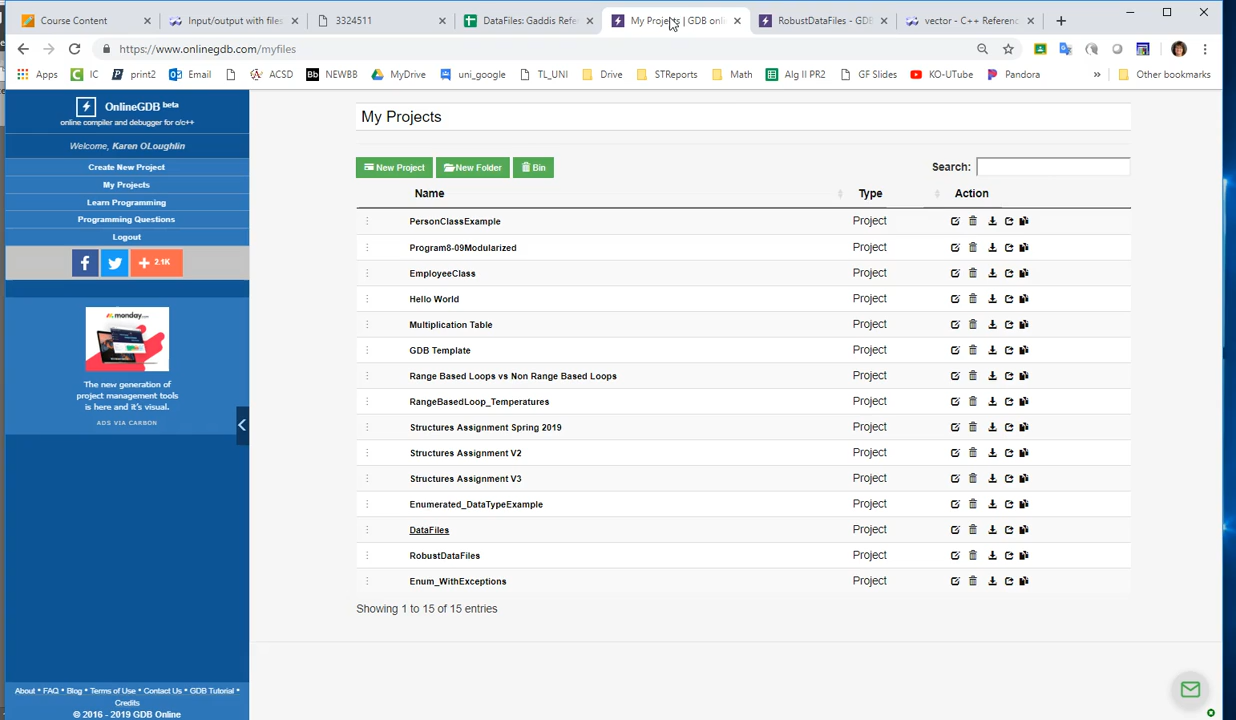 Course Content
Input/output with files
3324511
DataFiles: Gaddis Refe
My Projects | GDB onli
RobustDataFiles - GDB
vector - C++ Referenc
https://www.onlinegdb.com/myfiles
Apps
IC
print2
Email
ACSD
NEWBB
MyDrive
uni_google
TL_UNI
Drive
STReports
Math
Alg II PR2
GF Slides
KO-UTube
Pandora
»
Other bookmarks
OnlineGDB beta
online compiler and debugger for c/c++
Welcome, Karen OLoughlin
Create New Project
My Projects
Learn Programming
Programming Questions
Logout
2.1K
monday.com
The new generation of
project management tools
is here and it's visual.
ADS VIA CARBON
About • FAQ • Blog • Terms of Use • Contact Us • GDB Tutorial •
Credits
© 2016 - 2019 GDB Online
My Projects
New Project
New Folder
Bin
Search:
Name Type Action
PersonClassExample Project
Program8-09Modularized Project
EmployeeClass Project
Hello World Project
Multiplication Table Project
GDB Template Project
Range Based Loops vs Non Range Based Loops Project
RangeBasedLoop_Temperatures Project
Structures Assignment Spring 2019 Project
Structures Assignment V2 Project
Structures Assignment V3 Project
Enumerated_DataTypeExample Project
DataFiles Project
RobustDataFiles Project
Enum_WithExceptions Project
Showing 1 to 15 of 15 entries